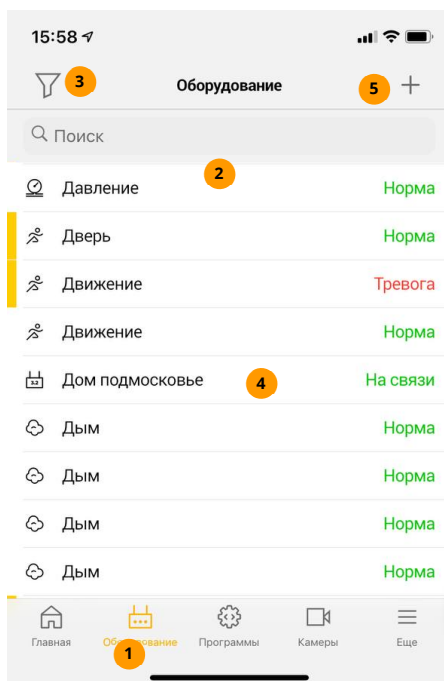 15:58
3
Оборудование
5
Поиск
2
Давление Норма
Дверь Норма
Движение Тревога
Движение Норма
Дом подмосковье 4 На связи
Дым Норма
Дым Норма
Дым Норма
Дым Норма
Главная Оборудование Программы Камеры Еще
1